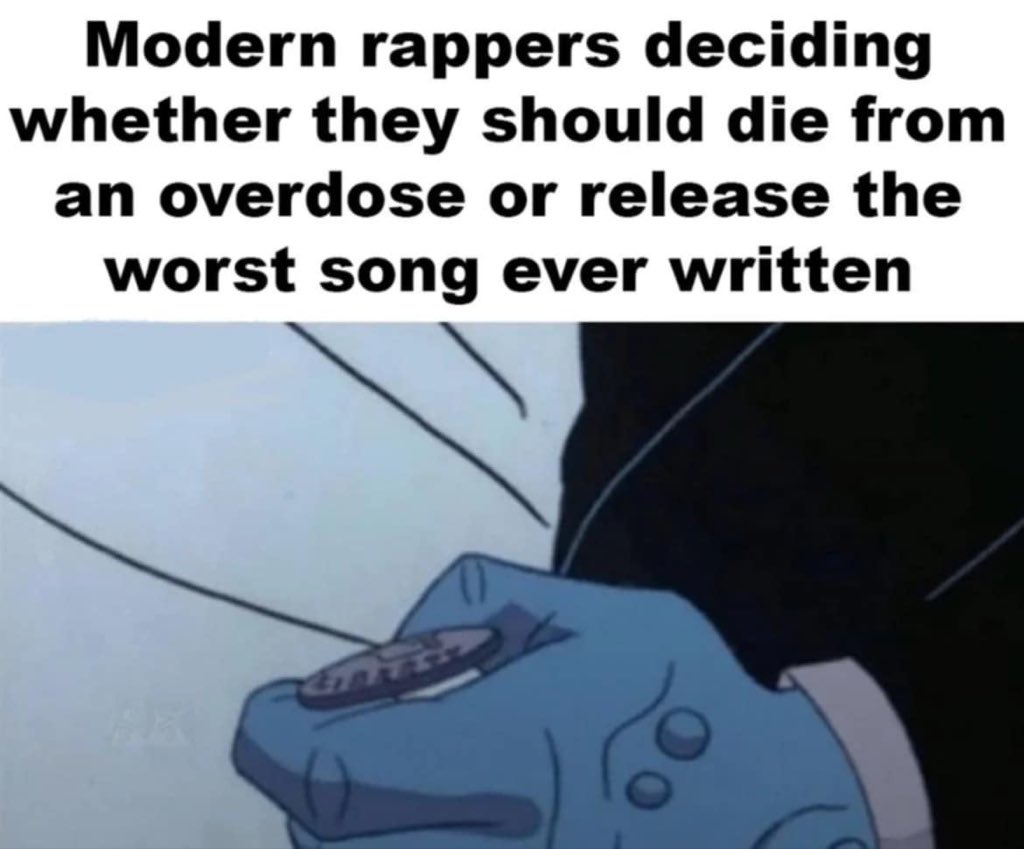 Modern rappers deciding
whether they should die from
an overdose or release the
worst song ever written